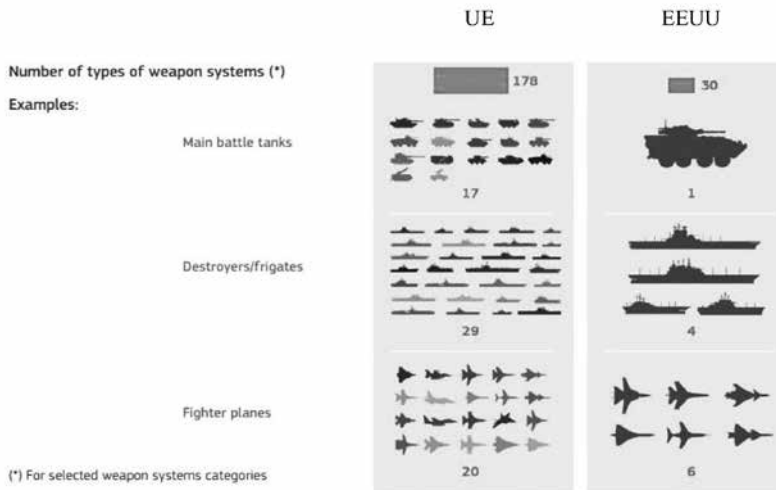 UE EEUU
Number of types of weapon systems (*) 178 30
Examples:
Main battle tanks
17 1
Destroyers/frigates
29 4
Fighter planes
20 6
(*) For selected weapon systems categories